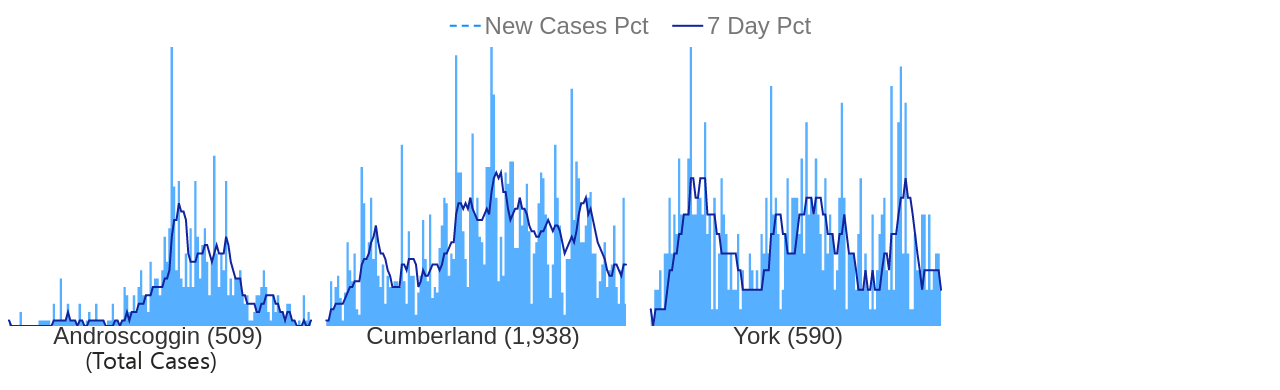 New Cases Pct 7 Day Pct
Androscoggin (509) Cumberland (1,938) York (590)
(Total Cases)